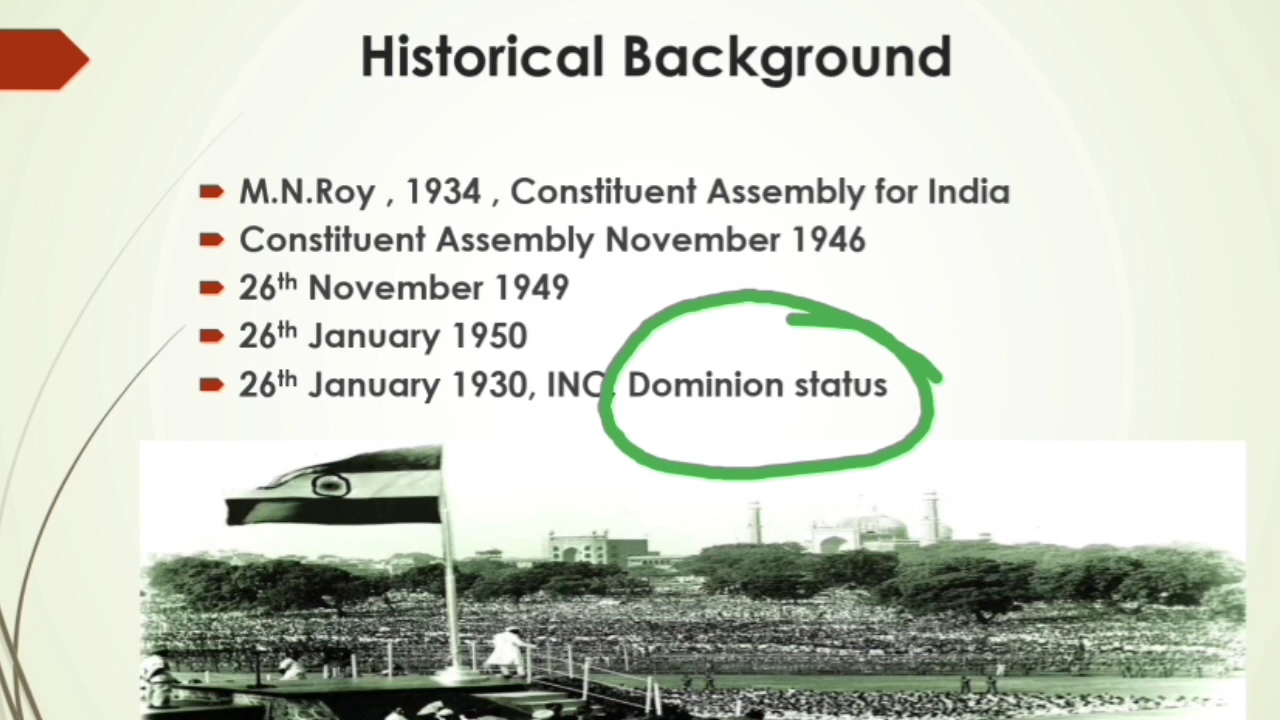 Historical Background
M.N.Roy , 1934 , Constituent Assembly for India
Constituent Assembly November 1946
26th November 1949
26th January 1950
26th January 1930, INC, Dominion status